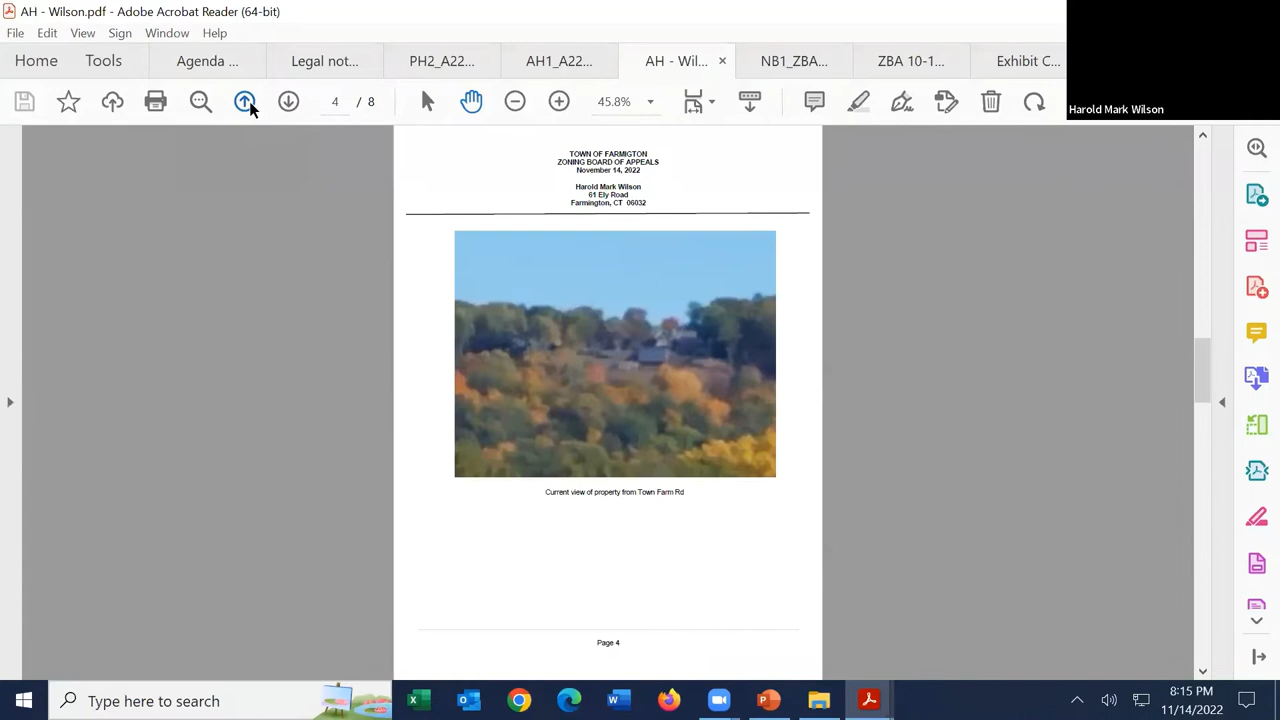 AH - Wilson.pdf - Adobe Acrobat Reader (64-bit)
File Edit View Sign Window Help
Home Tools Agenda ... Legal not... PH2_A22... AH1_A22... AH - Wil... × NB1_ZBA... ZBA 10-1... Exhibit C...
4 / 8 45.8%
Harold Mark Wilson
TOWN OF FARMIGTON
ZONING BOARD OF APPEALS
November 14, 2022
Harold Mark Wilson
61 Ely Road
Farmington, CT 06032
Current view of property from Town Farm Rd
Page 4
Type here to search
8:15 PM
11/14/2022